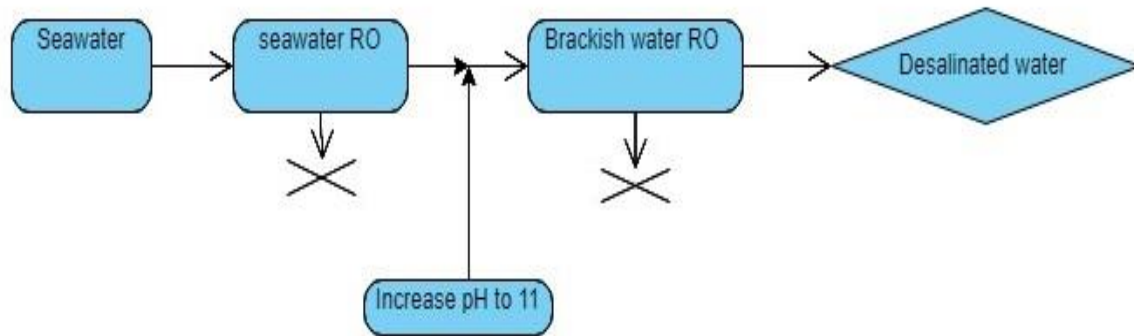 Seawater
seawater RO
Brackish water RO
Desalinated water
Increase pH to 11